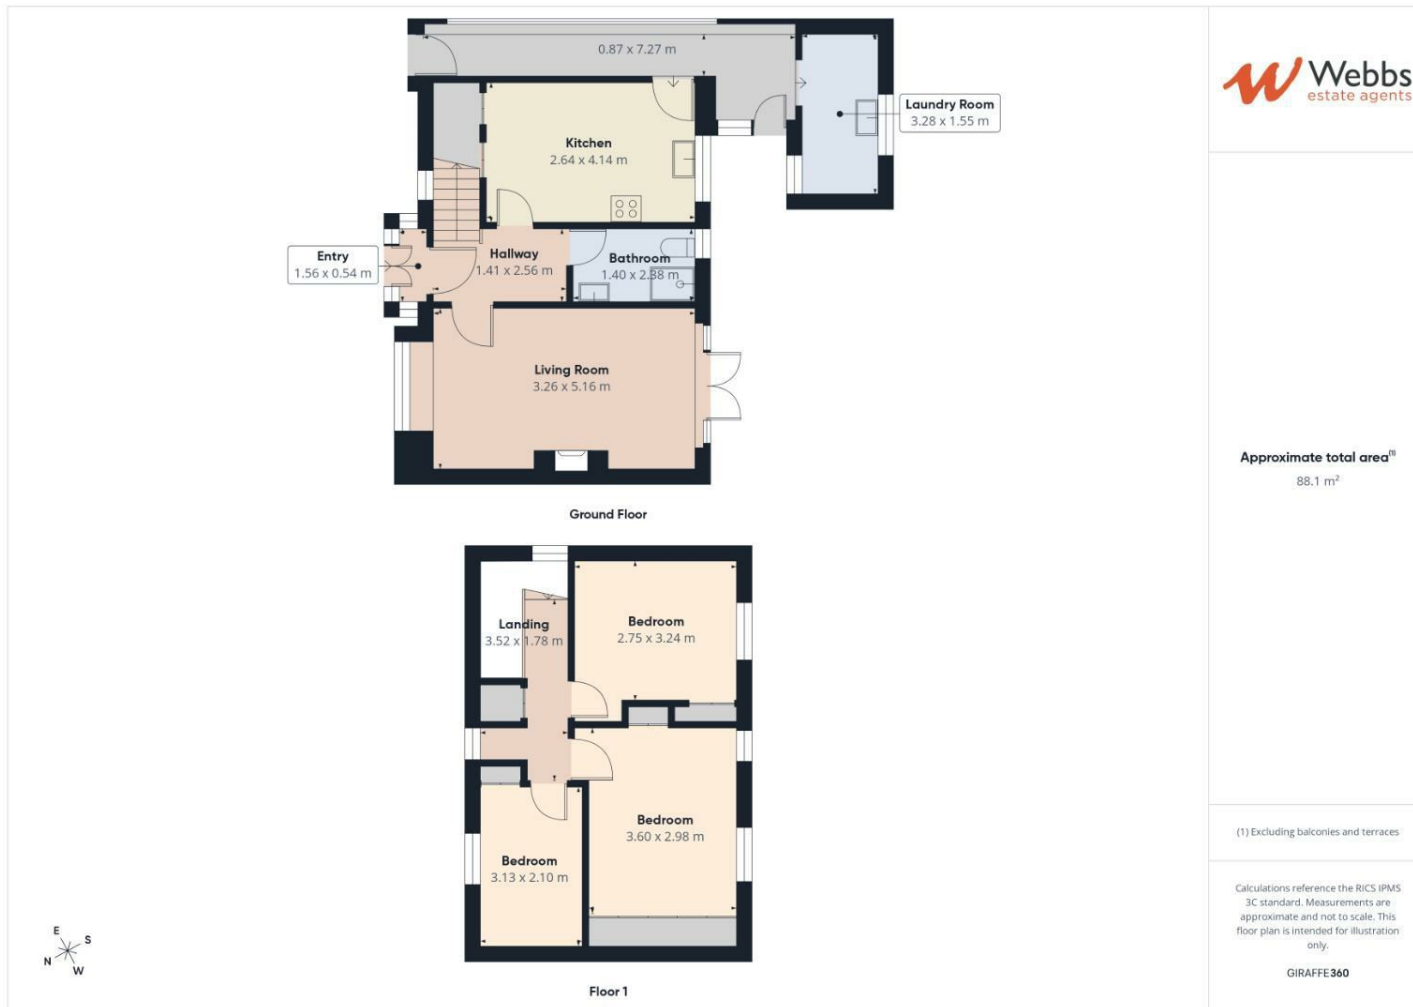 0.87 x 7.27 m
Laundry Room
3.28 x 1.55 m
Kitchen
2.64 x 4.14 m
Entry
1.56 x 0.54 m
Hallway
1.41 x 2.56 m
Bathroom
1.40 x 2.38 m
Living Room
3.26 x 5.16 m
Ground Floor
Landing
3.52 x 1.78 m
Bedroom
2.75 x 3.24 m
Bedroom
3.60 x 2.98 m
Bedroom
3.13 x 2.10 m
Floor 1
E
S
N
W
Webbs
estate agents
Approximate total area(1)
88.1 m²
(1) Excluding balconies and terraces
Calculations reference the RICS IPMS
3C standard. Measurements are
approximate and not to scale. This
floor plan is intended for illustration
only.
GIRAFFE360